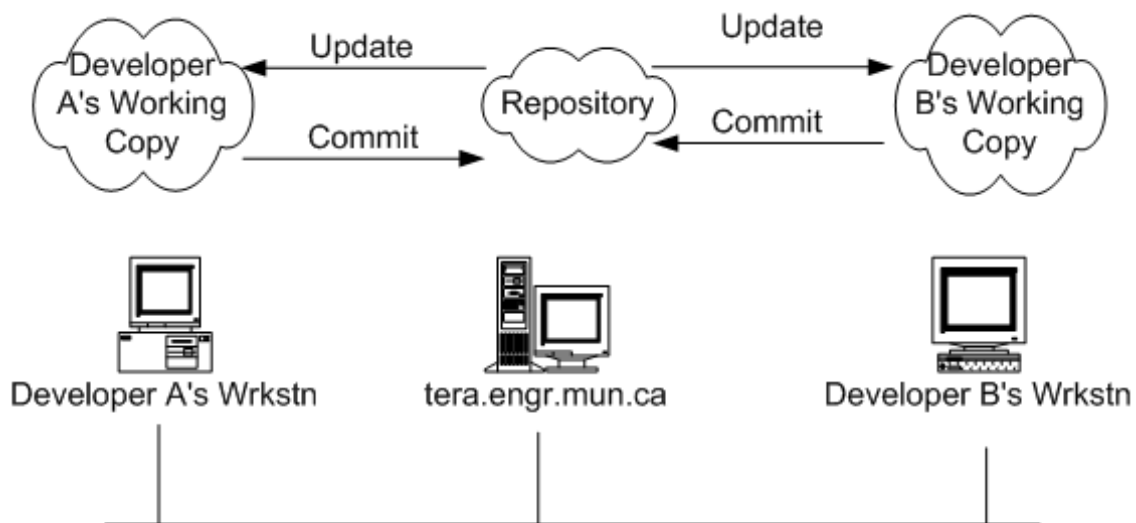 Update
Update
Developer
A's Working
Copy
Repository
Developer
B's Working
Copy
Commit
Commit
Developer A's Wrkstn
tera.engr.mun.ca
Developer B's Wrkstn